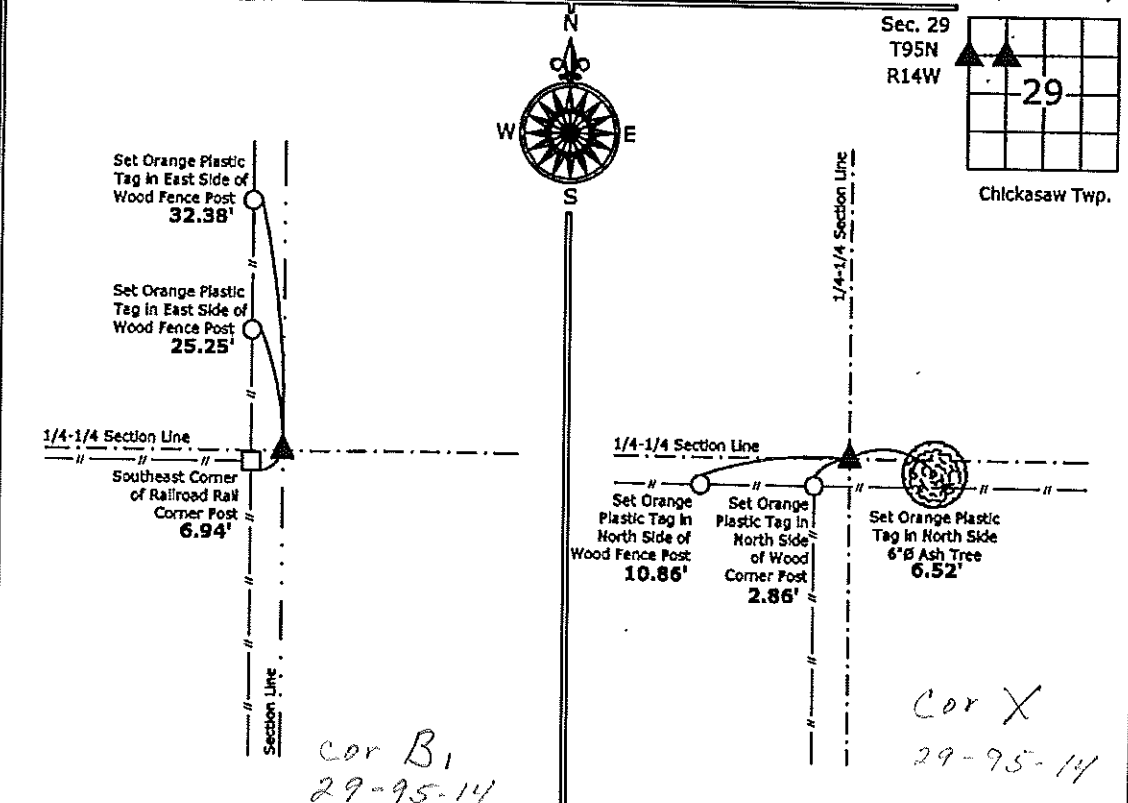 N
W
E
S
Sec. 29
T95N
R14W
29
Chickasaw Twp.
Set Orange Plastic
Tag in East Side of
Wood Fence Post
32.38'
Set Orange Plastic
Tag in East Side of
Wood Fence Post
25.25'
1/4-1/4 Section Line
Southeast Corner
of Railroad Rail
Corner Post
6.94'
Section Line
cor B1
29-95-14
1/4-1/4 Section Line
1/4-1/4 Section Line
Set Orange
Plastic Tag in
North Side of
Wood Fence Post
10.86'
Set Orange
Plastic Tag in
North Side
of Wood
Corner Post
2.86'
Set Orange Plastic
Tag in North Side
6"Ø Ash Tree
6.52'
Cor X
29-95-14